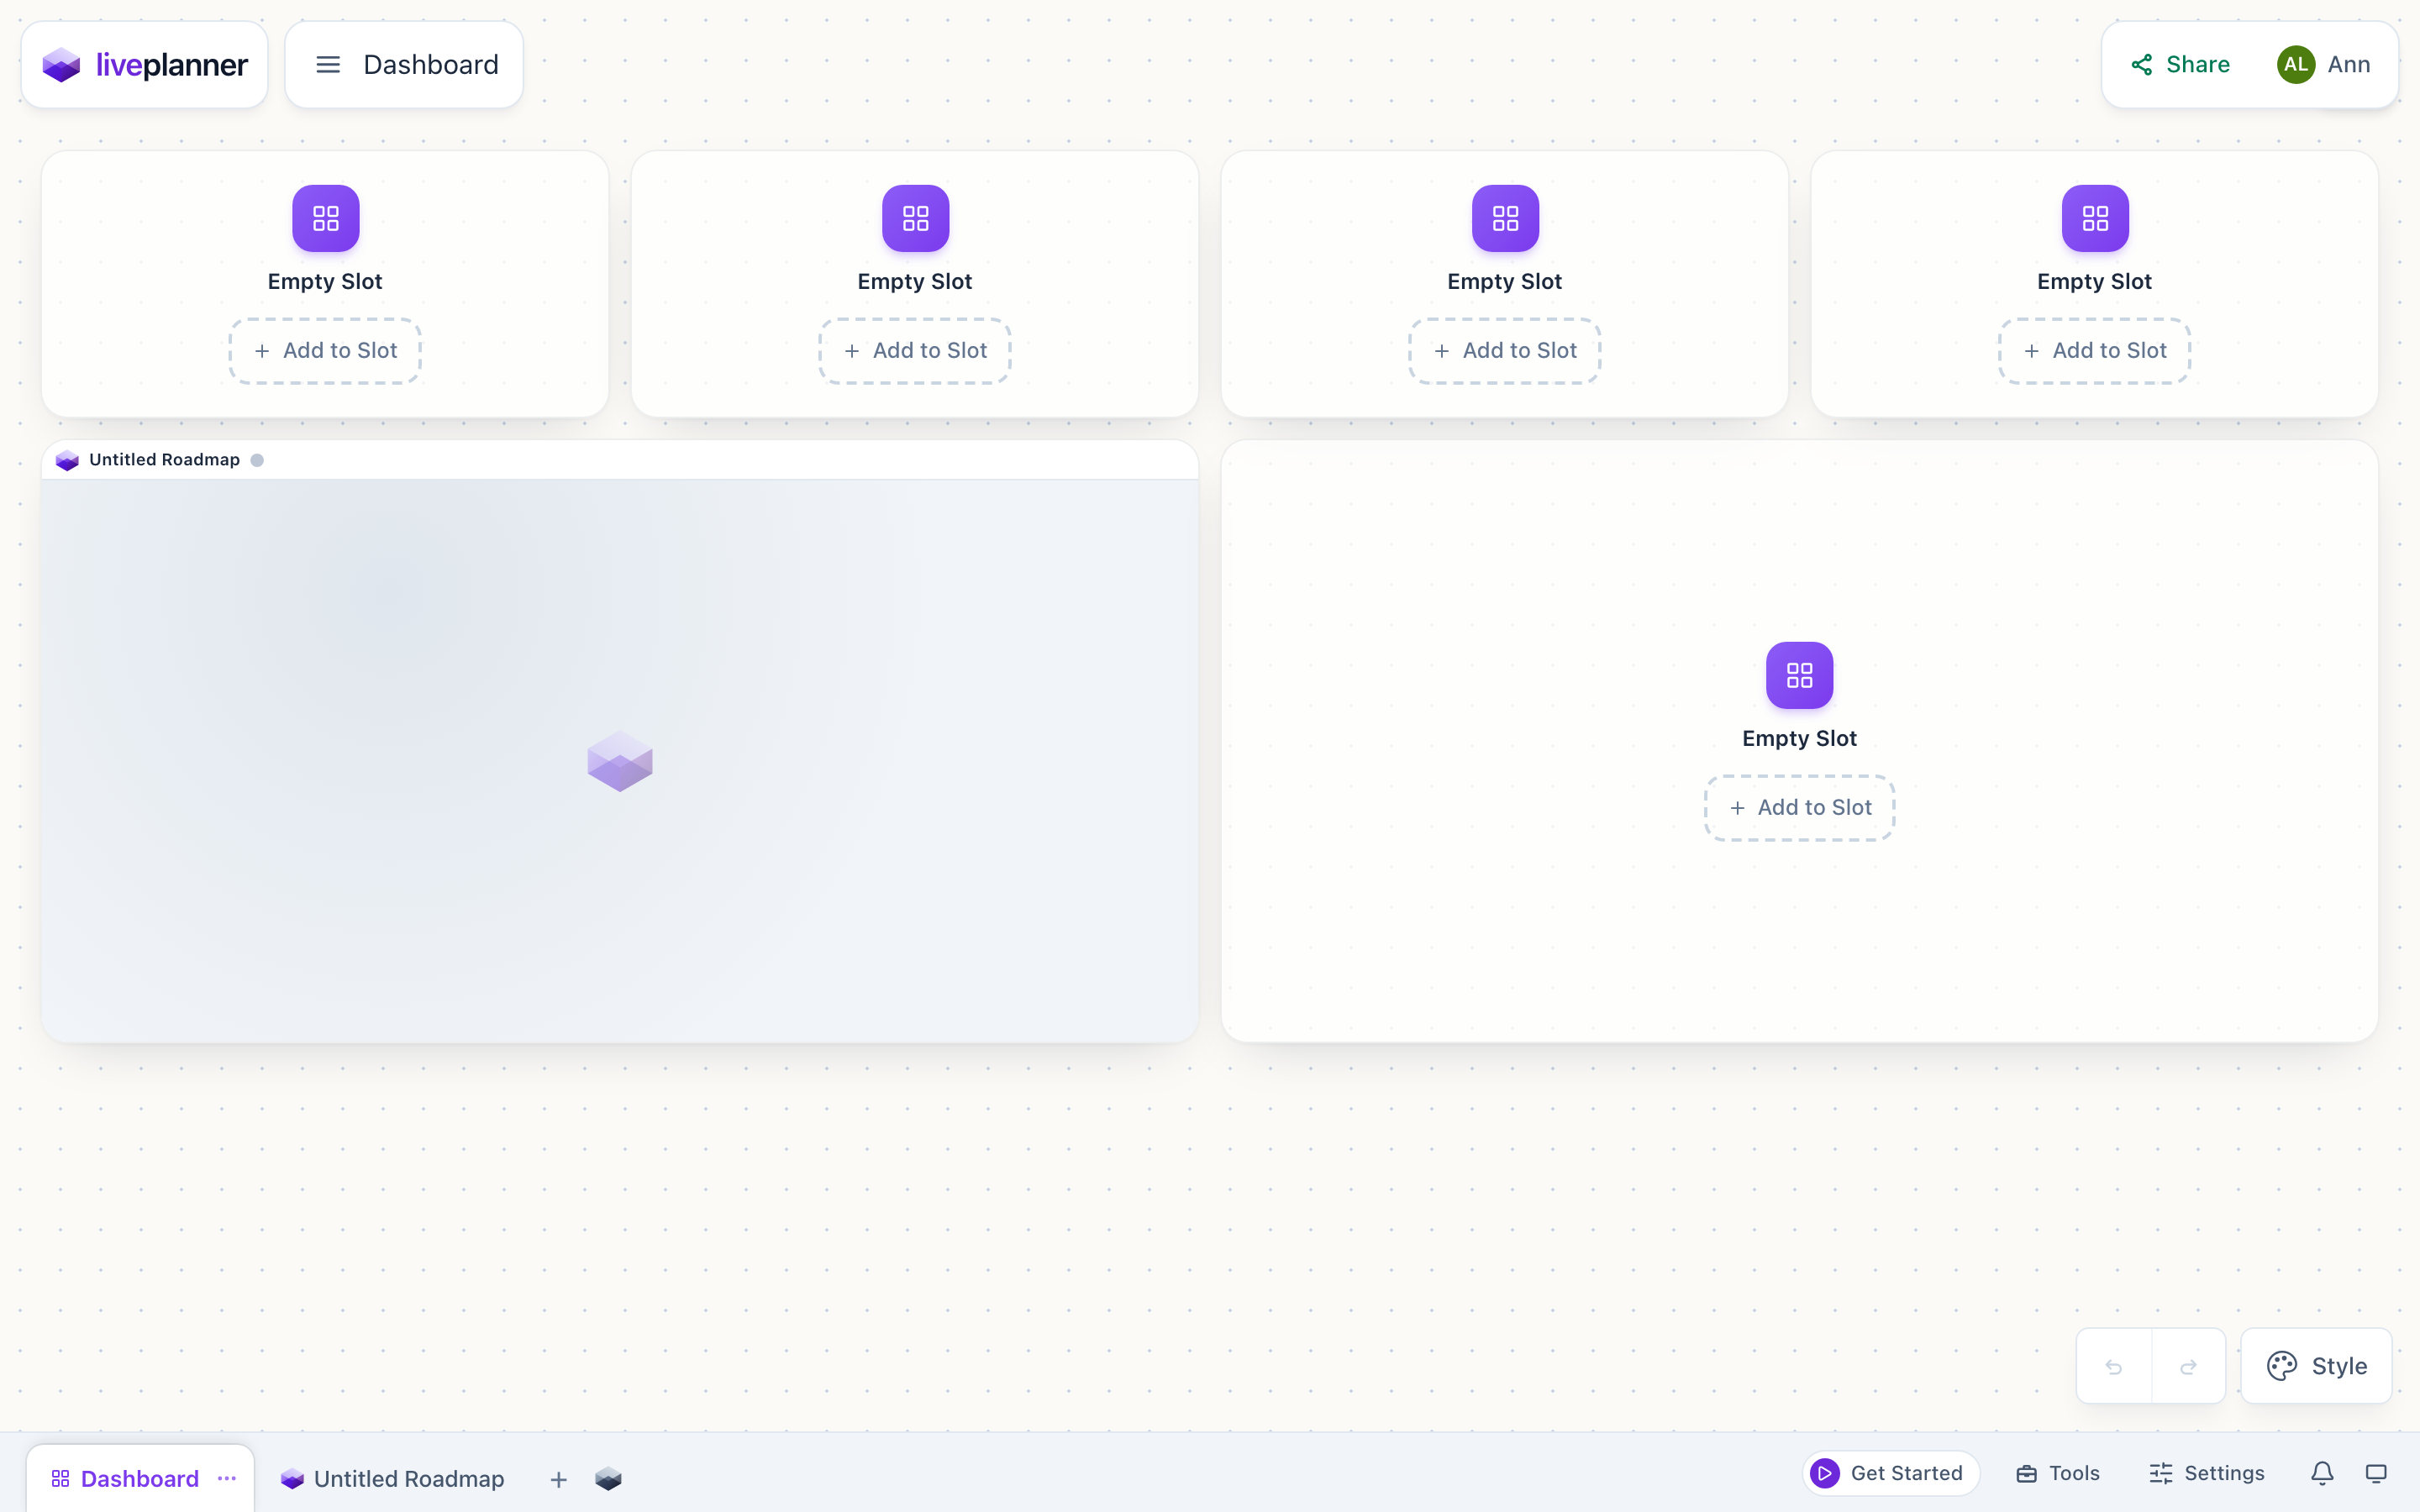 liveplanner
Dashboard
Share
AL
Ann
Empty Slot
+ Add to Slot
Empty Slot
+ Add to Slot
Empty Slot
+ Add to Slot
Empty Slot
+ Add to Slot
Untitled Roadmap
Empty Slot
+ Add to Slot
Style
Dashboard
Untitled Roadmap
Get Started
Tools
Settings